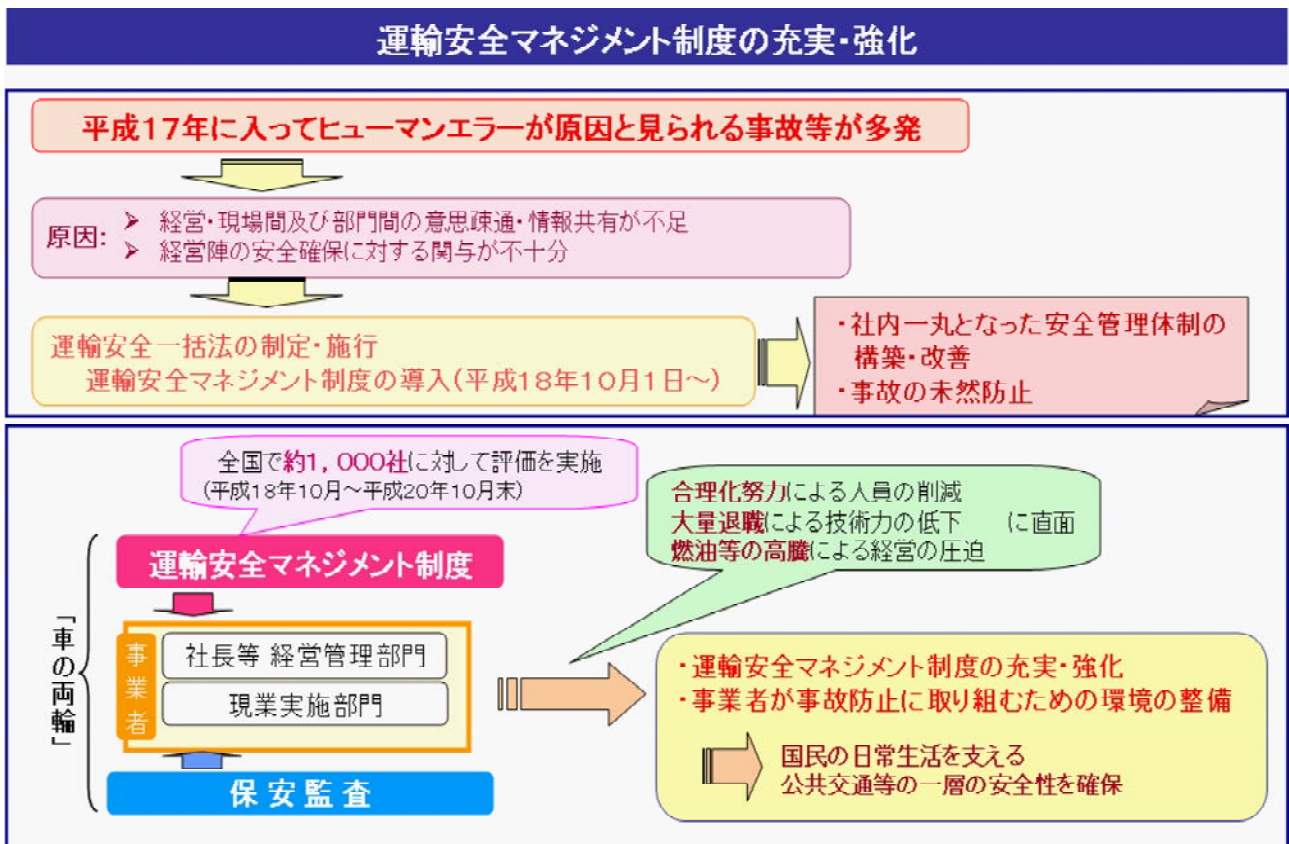 運輸安全マネジメント制度の充実・強化
平成17年に入ってヒューマンエラーが原因と見られる事故等が多発
原因:
➢ 経営・現場間及び部門間の意思疎通・情報共有が不足
➢ 経営陣の安全確保に対する関与が不十分
運輸安全一括法の制定・施行
運輸安全マネジメント制度の導入(平成18年10月1日～)
・社内一丸となった安全管理体制の
構築・改善
・事故の未然防止
全国で約1,000社に対して評価を実施
(平成18年10月～平成20年10月末)
合理化努力による人員の削減
大量退職による技術力の低下 に直面
燃油等の高騰による経営の圧迫
「車の両輪」
運輸安全マネジメント制度
事業者
社長等 経営管理部門
現業実施部門
保安監査
・運輸安全マネジメント制度の充実・強化
・事業者が事故防止に取り組むための環境の整備
国民の日常生活を支える
公共交通等の一層の安全性を確保